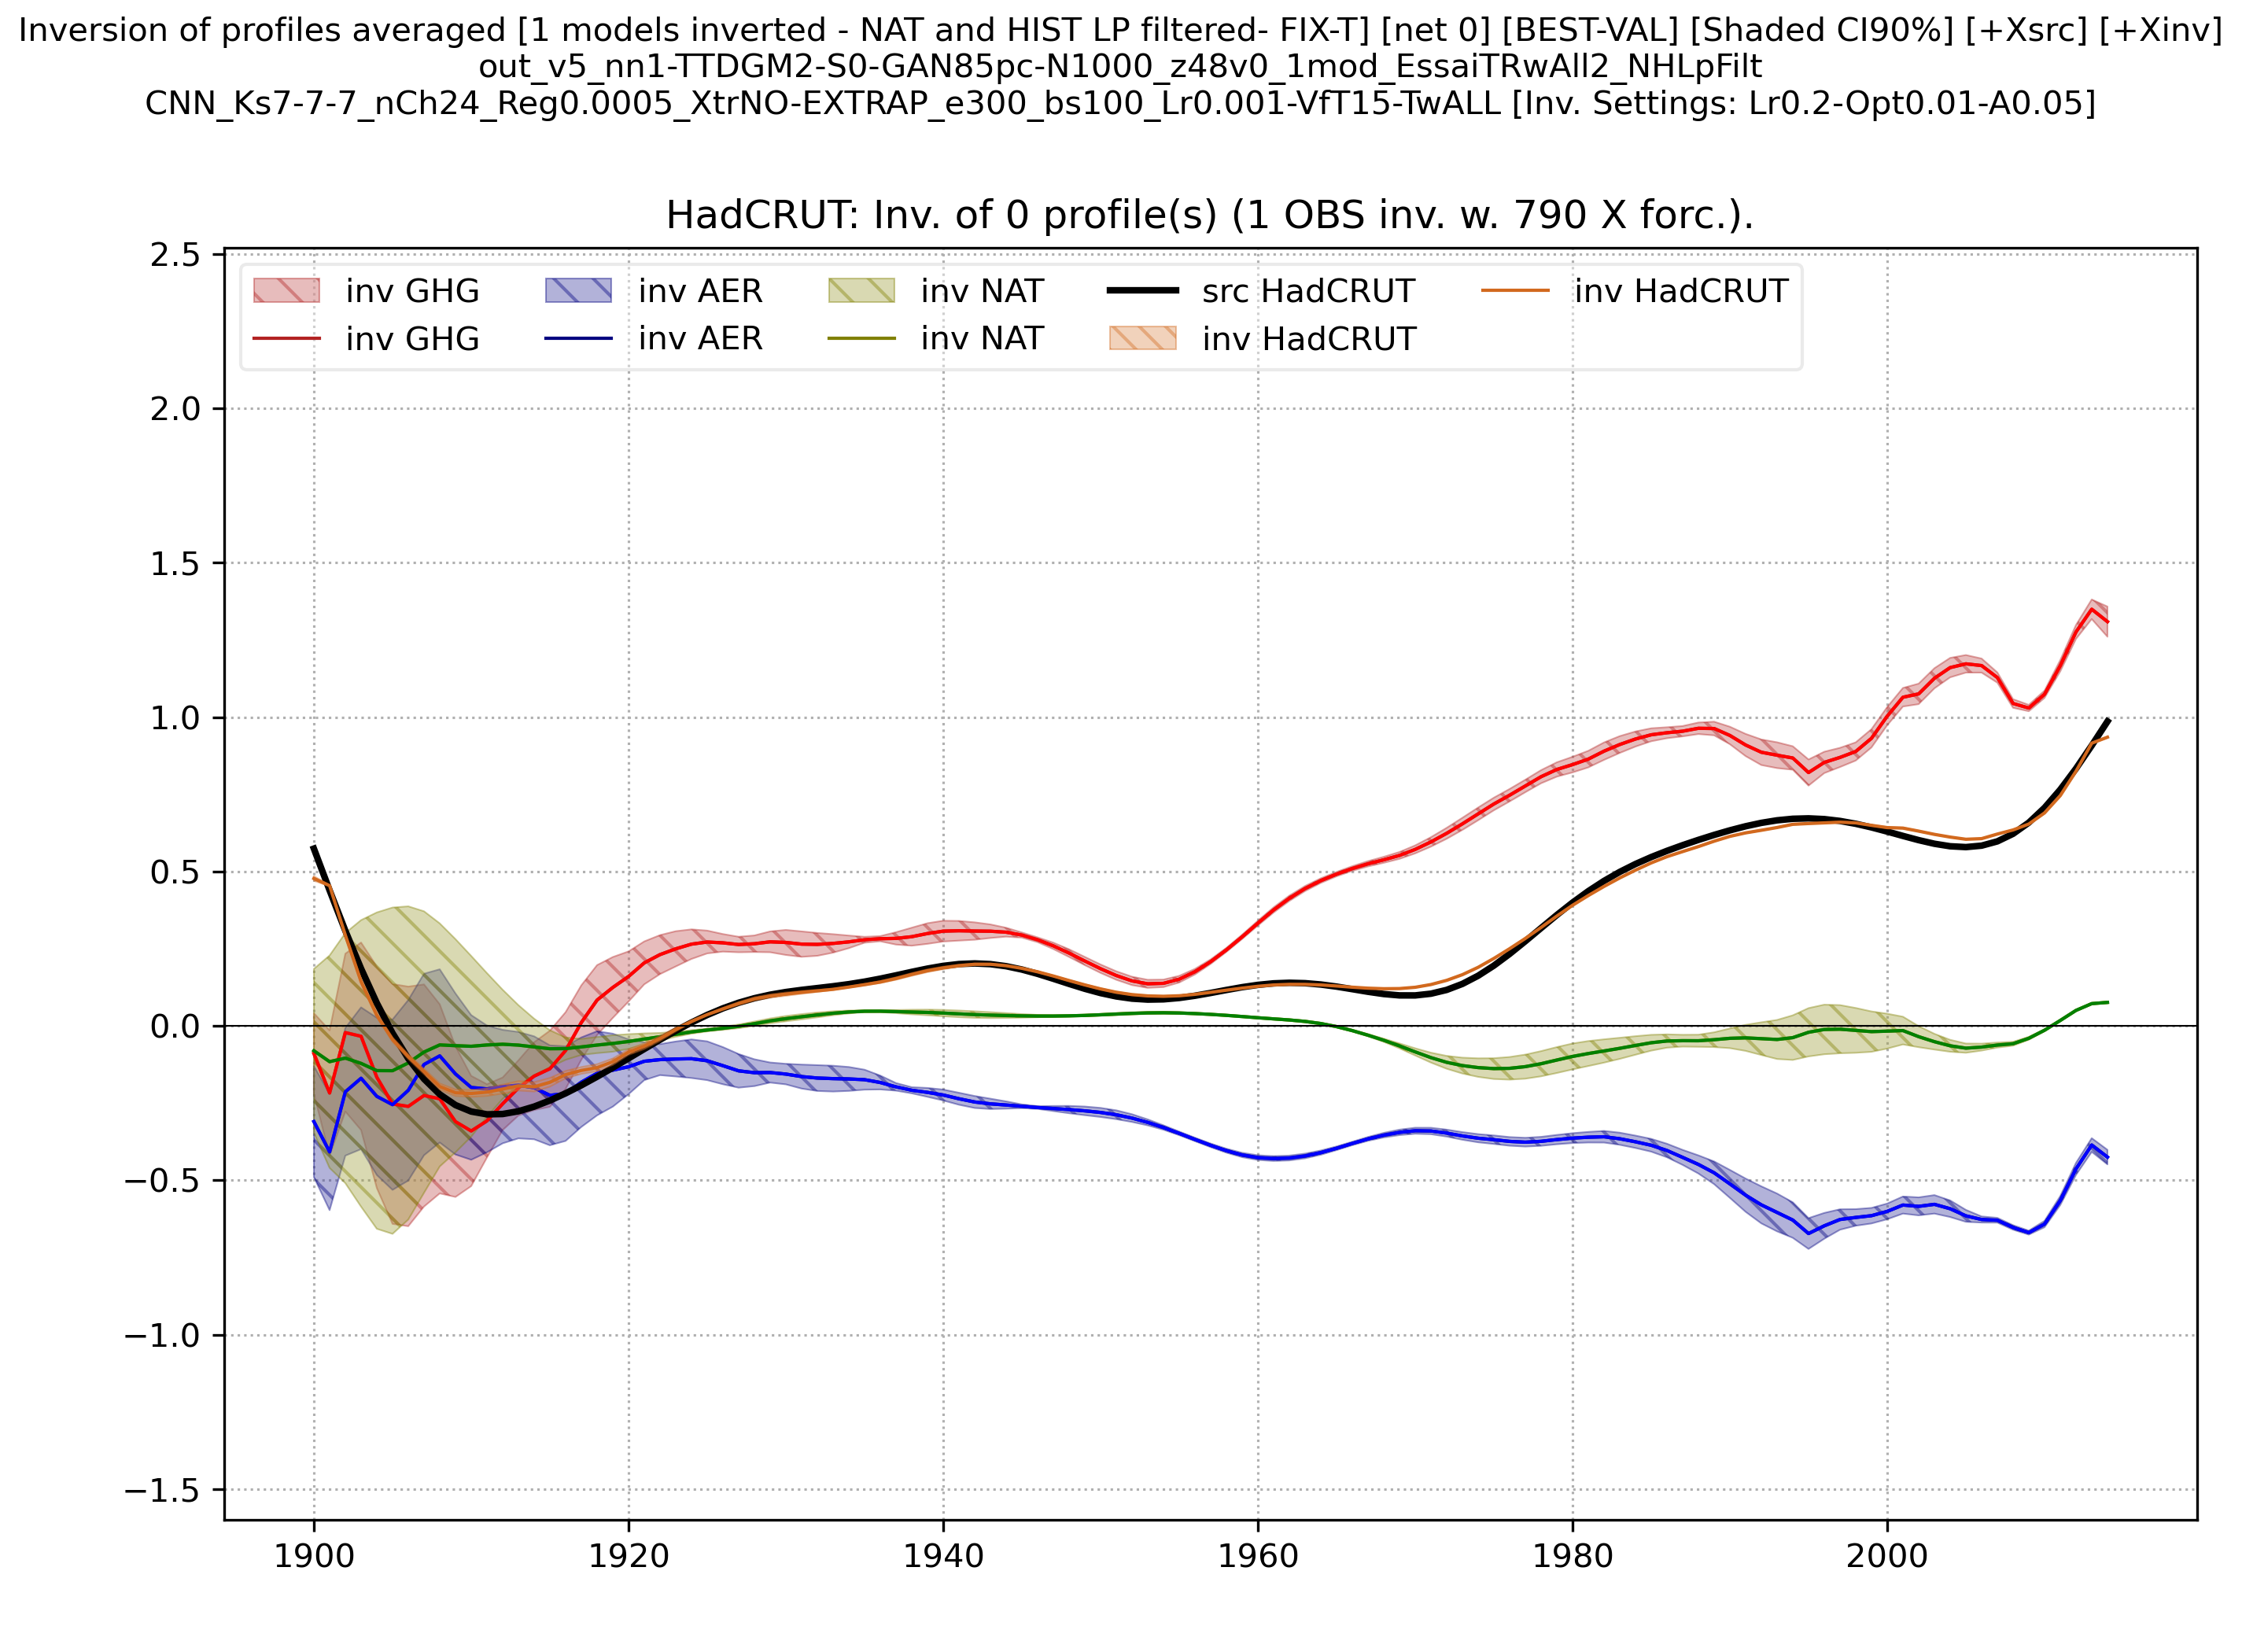 Inversion of profiles averaged [1 models inverted - NAT and HIST LP filtered- FIX-T] [net 0] [BEST-VAL] [Shaded CI90%] [+Xsrc] [+Xinv]
out_v5_nn1-TTDGM2-S0-GAN85pc-N1000_z48v0_1mod_EssaiTRwAll2_NHLpFilt
CNN_Ks7-7-7_nCh24_Reg0.0005_XtrNO-EXTRAP_e300_bs100_Lr0.001-VfT15-TwALL [Inv. Settings: Lr0.2-Opt0.01-A0.05]
HadCRUT: Inv. of 0 profile(s) (1 OBS inv. w. 790 X forc.).
inv GHG inv AER inv NAT src HadCRUT inv HadCRUT
inv GHG inv AER inv NAT inv HadCRUT
2.5
2.0
1.5
1.0
0.5
0.0
−0.5
−1.0
−1.5
1900 1920 1940 1960 1980 2000